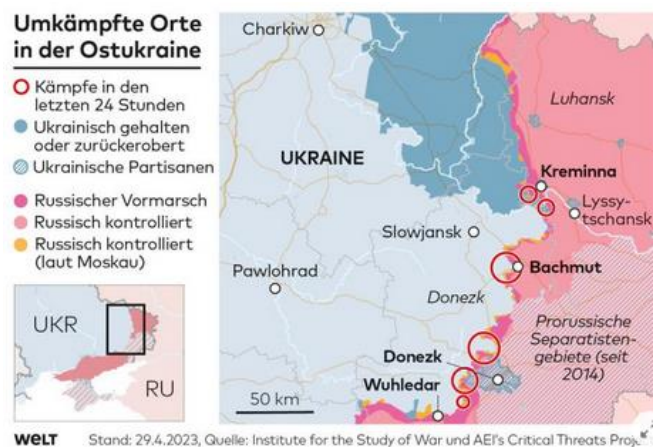 Umkämpfte Orte
in der Ostukraine
Kämpfe in den
letzten 24 Stunden
Ukrainisch gehalten
oder zurückerobert
Ukrainische Partisanen
Russischer Vormarsch
Russisch kontrolliert
Russisch kontrolliert
(laut Moskau)
UKR
RU
Charkiw
Luhansk
UKRAINE
Kreminna
Lyssy-
tschansk
Slowjansk
Bachmut
Pawlohrad
Donezk
Prorussische
Separatisten-
gebiete (seit
2014)
Donezk
Wuhledar
50 km
WELT
Stand: 29.4.2023, Quelle: Institute for the Study of War und AEI's Critical Threats